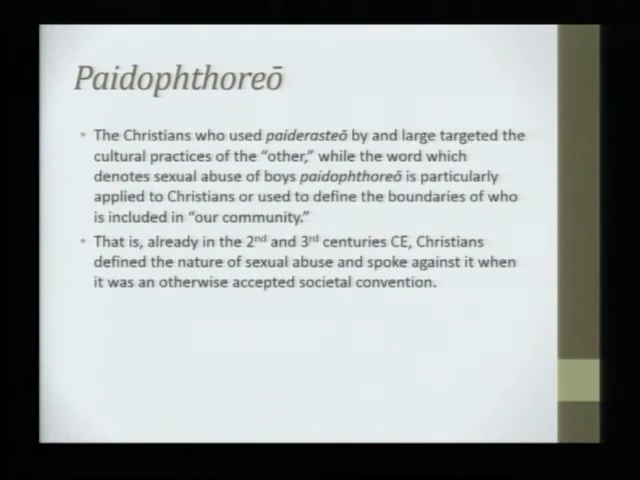 Paidophthoreō
• The Christians who used paiderasteō by and large targeted the
cultural practices of the “other,” while the word which
denotes sexual abuse of boys paidophthoreō is particularly
applied to Christians or used to define the boundaries of who
is included in “our community.”
• That is, already in the 2nd and 3rd centuries CE, Christians
defined the nature of sexual abuse and spoke against it when
it was an otherwise accepted societal convention.